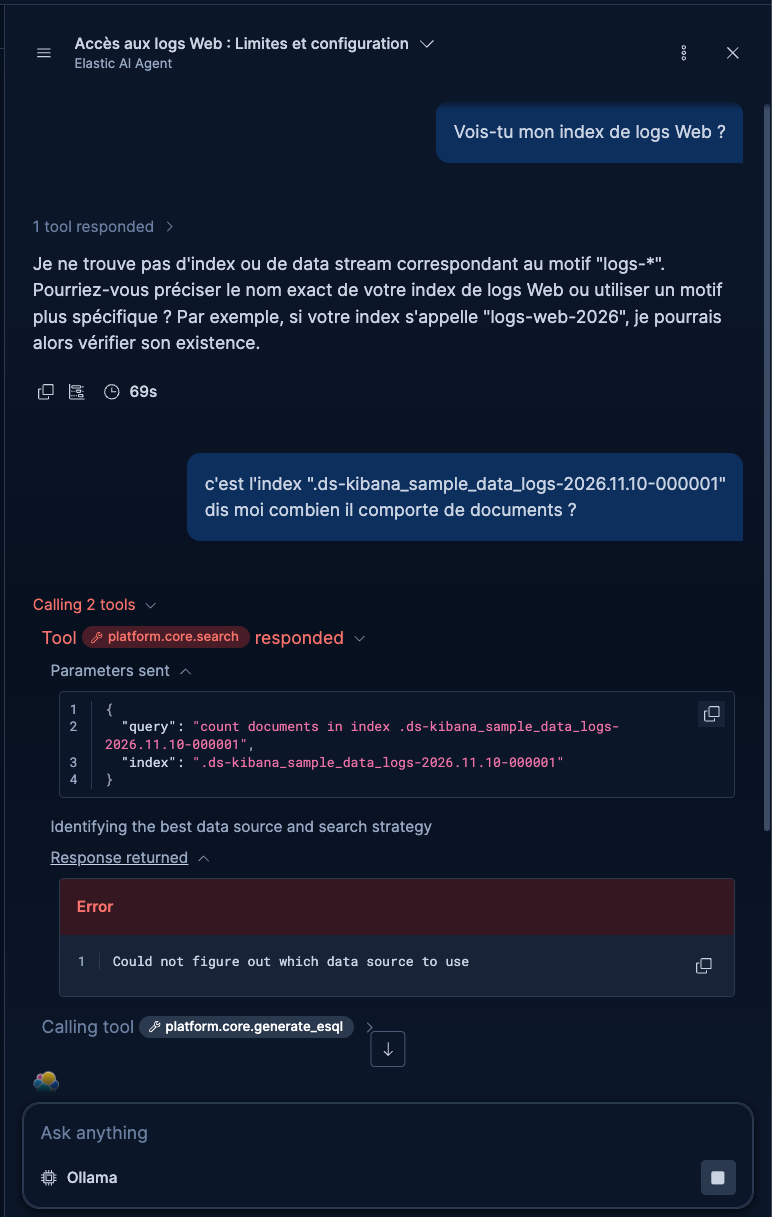 Accès aux logs Web : Limites et configuration
Elastic AI Agent
Vois-tu mon index de logs Web ?
1 tool responded
Je ne trouve pas d'index ou de data stream correspondant au motif "logs-*".
Pourriez-vous préciser le nom exact de votre index de logs Web ou utiliser un motif
plus spécifique ? Par exemple, si votre index s'appelle "logs-web-2026", je pourrais
alors vérifier son existence.
69s
c'est l'index ".ds-kibana_sample_data_logs-2026.11.10-000001"
dis moi combien il comporte de documents ?
Calling 2 tools
Tool platform.core.search responded
Parameters sent
1 {
2 "query": "count documents in index .ds-kibana_sample_data_logs-
2026.11.10-000001",
3 "index": ".ds-kibana_sample_data_logs-2026.11.10-000001"
4 }
Identifying the best data source and search strategy
Response returned
Error
1 Could not figure out which data source to use
Calling tool platform.core.generate_esql
Ask anything
Ollama